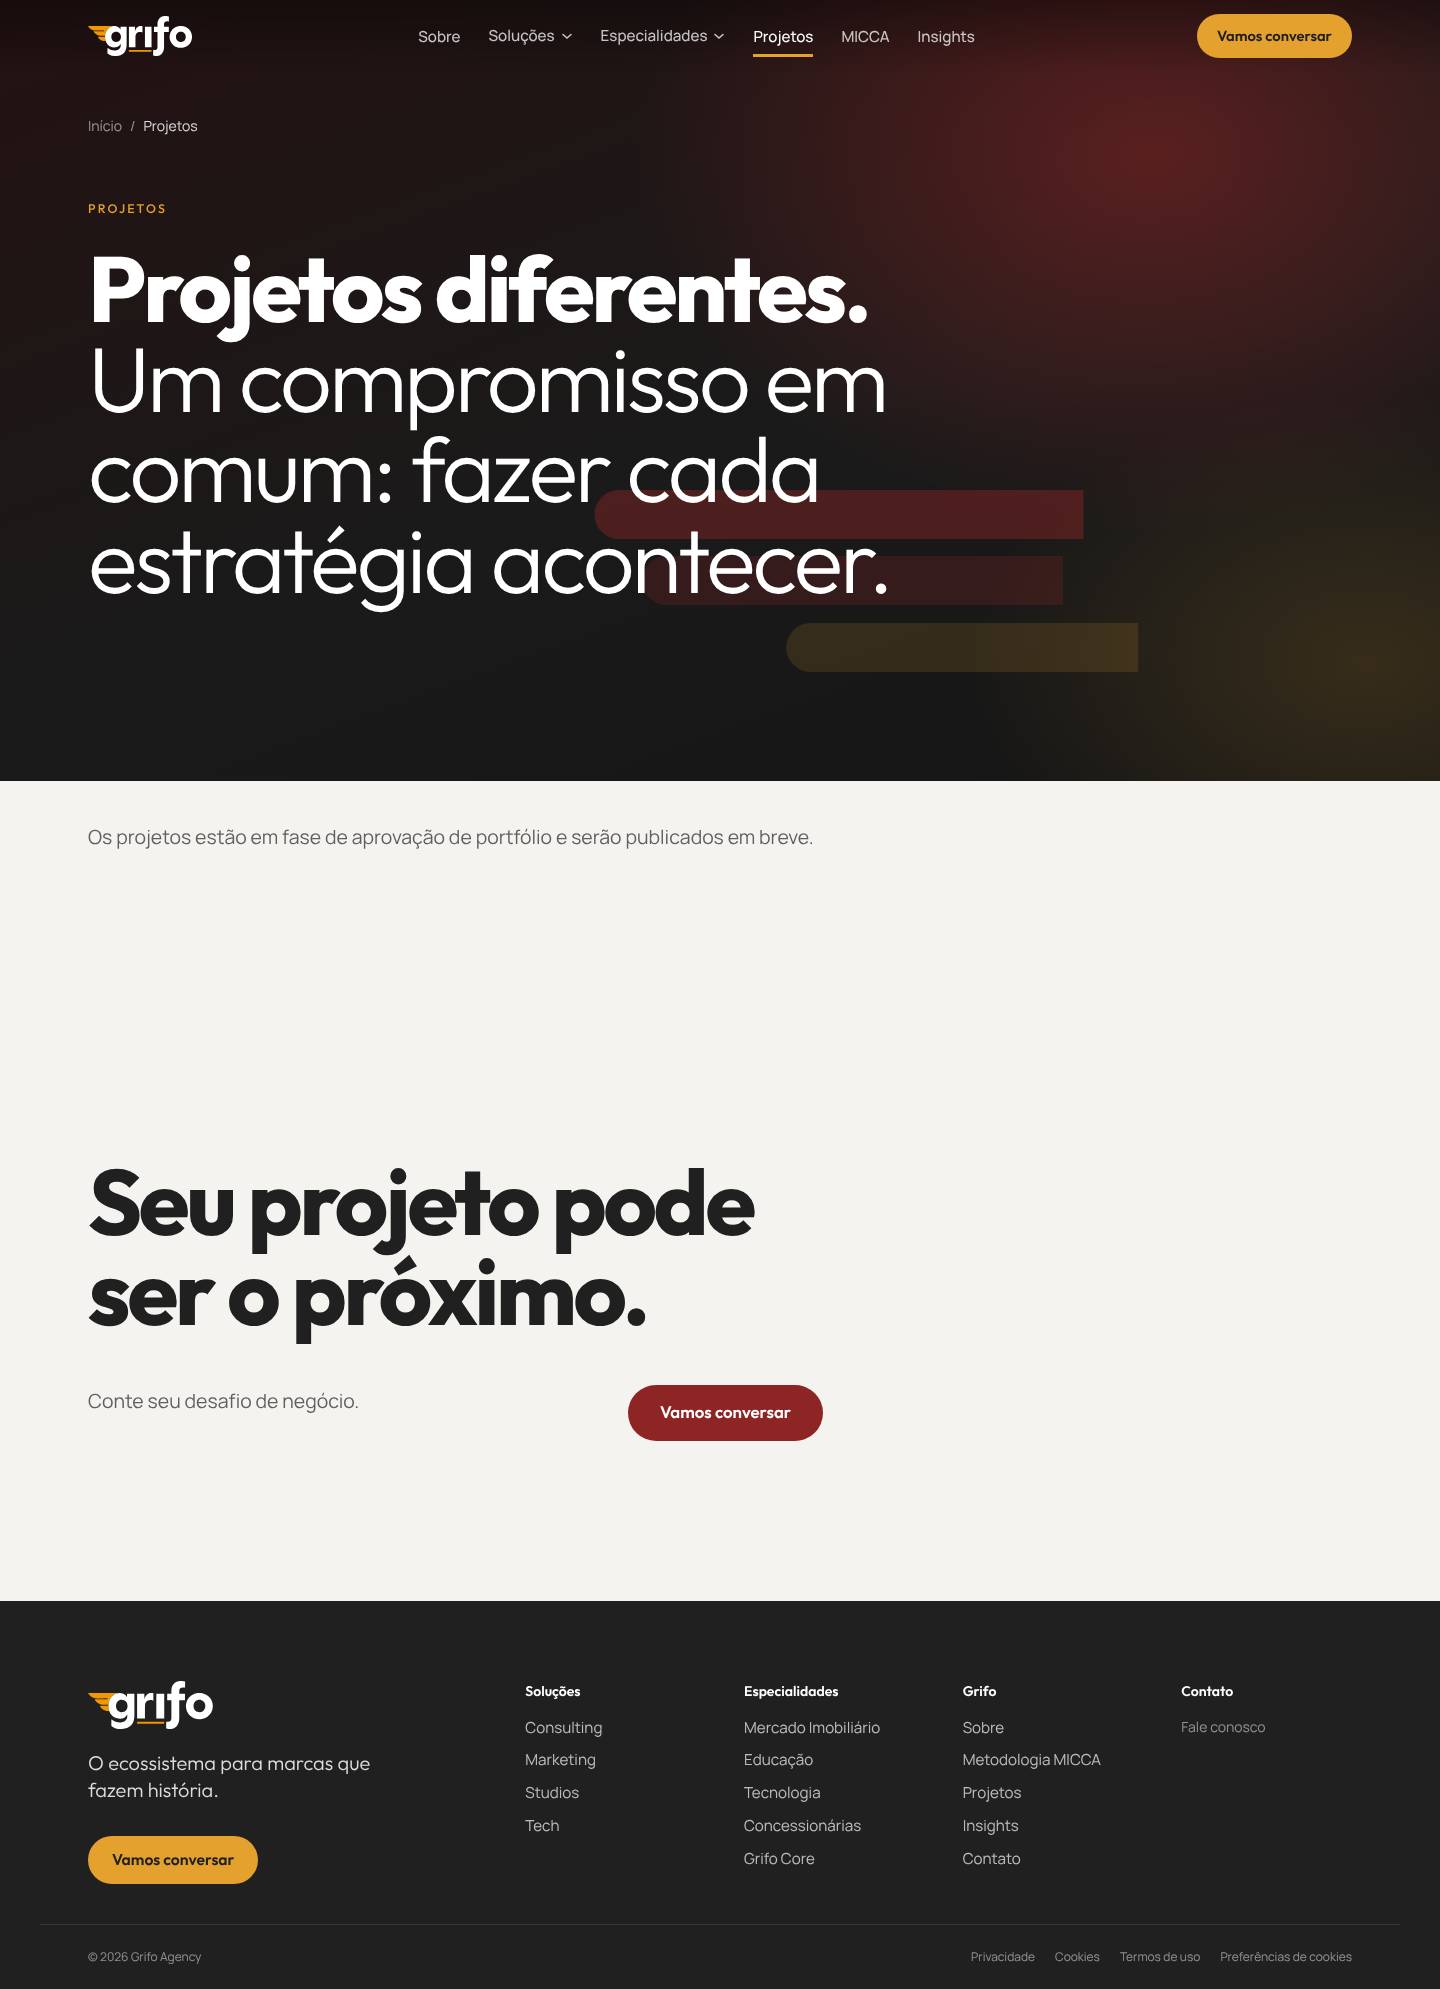 grifo
Sobre
Soluções
Especialidades
Projetos
MICCA
Insights
Vamos conversar
Início / Projetos
PROJETOS
Projetos diferentes.
Um compromisso em
comum: fazer cada
estratégia acontecer.
Os projetos estão em fase de aprovação de portfólio e serão publicados em breve.
Seu projeto pode
ser o próximo.
Conte seu desafio de negócio.
Vamos conversar
grifo
O ecossistema para marcas que
fazem história.
Vamos conversar
Soluções
Consulting
Marketing
Studios
Tech
Especialidades
Mercado Imobiliário
Educação
Tecnologia
Concessionárias
Grifo Core
Grifo
Sobre
Metodologia MICCA
Projetos
Insights
Contato
Contato
Fale conosco
© 2026 Grifo Agency
Privacidade
Cookies
Termos de uso
Preferências de cookies